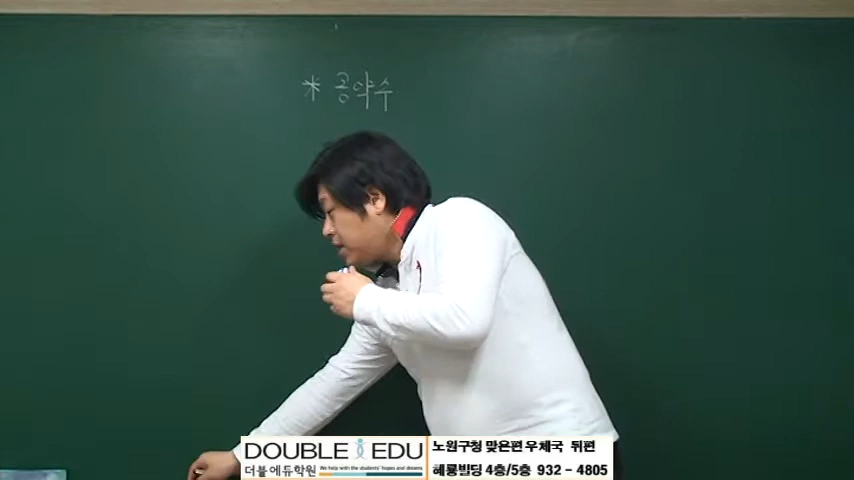 * 공약수
DOUBLE EDU
더블에듀학원 We help with the students' hopes and dreams
노원구청 맞은편 우체국 뒤편
혜룡빌딩 4층/5층 932 - 4805